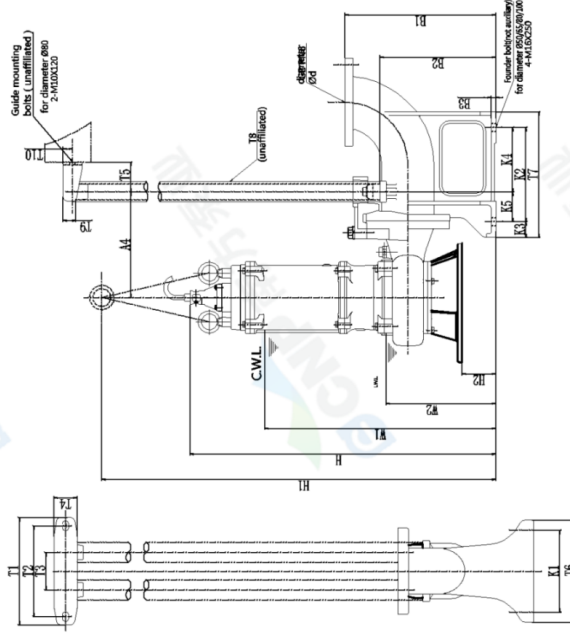 Guide mounting
bolts ( unaffiliated )
for diameter Ø80
2-M10X120
T10
T9
T5
A4
T8
(unaffiliated)
diameter
Ød
B1
B2
B3
Founder bolt(not auxiliary)
for diameter Ø50/65/80/100
4-M16X250
K4
K2
T7
K5
K3
C.W.L.
H2
W2
W1
H
H1
CNP
T4
T1
T2
T3
K1
T6